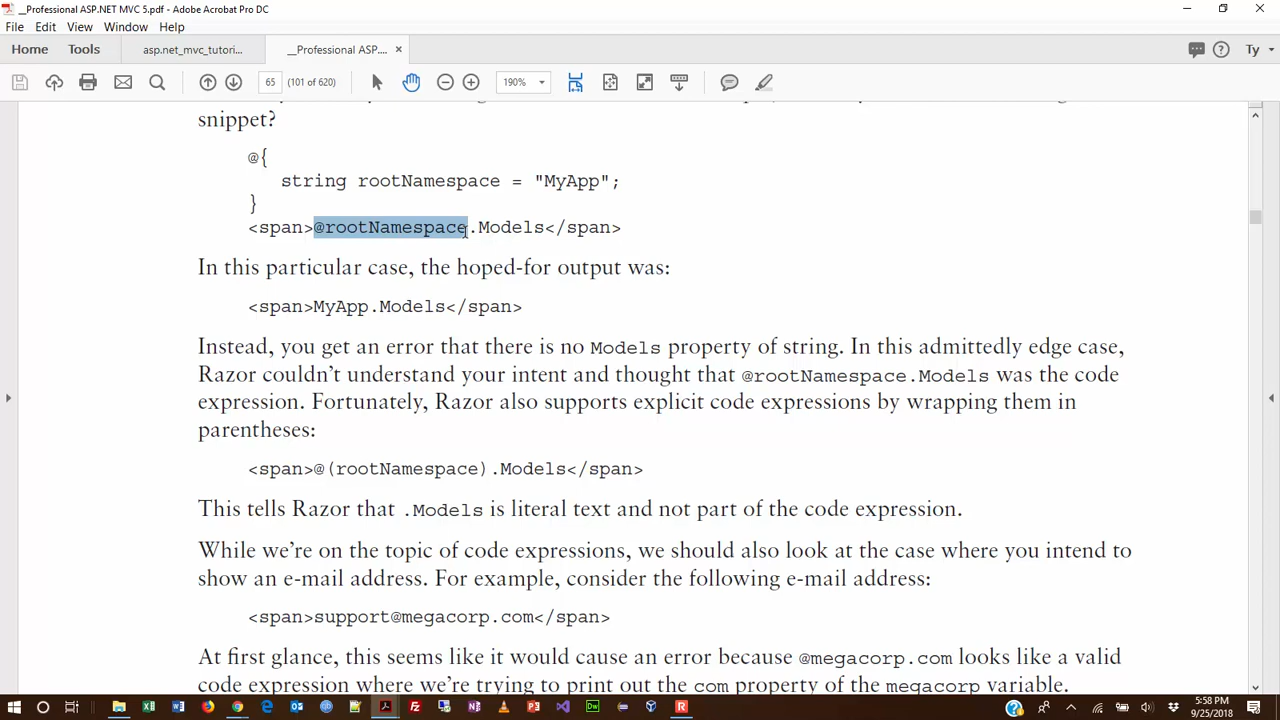 __Professional ASP.NET MVC 5.pdf - Adobe Acrobat Pro DC
File Edit View Window Help
Home Tools asp.net_mvc_tutori... __Professional ASP.... × Ty
65 (101 of 620) 190%
snippet?
@{
string rootNamespace = "MyApp";
}
<span>@rootNamespace.Models</span>
In this particular case, the hoped-for output was:
<span>MyApp.Models</span>
Instead, you get an error that there is no Models property of string. In this admittedly edge case,
Razor couldn’t understand your intent and thought that @rootNamespace.Models was the code
expression. Fortunately, Razor also supports explicit code expressions by wrapping them in
parentheses:
<span>@(rootNamespace).Models</span>
This tells Razor that .Models is literal text and not part of the code expression.
While we’re on the topic of code expressions, we should also look at the case where you intend to
show an e-mail address. For example, consider the following e-mail address:
<span>support@megacorp.com</span>
At first glance, this seems like it would cause an error because @megacorp.com looks like a valid
code expression where we’re trying to print out the com property of the megacorp variable.
5:58 PM
9/25/2018